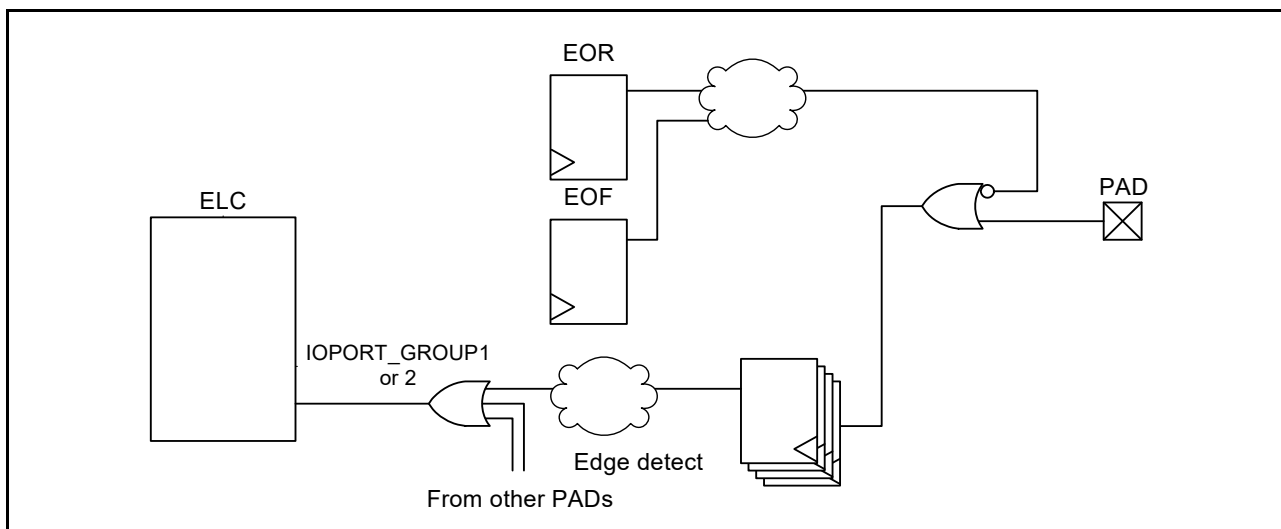 EOR
EOF
PAD
ELC
IOPORT_GROUP1
or 2
Edge detect
From other PADs